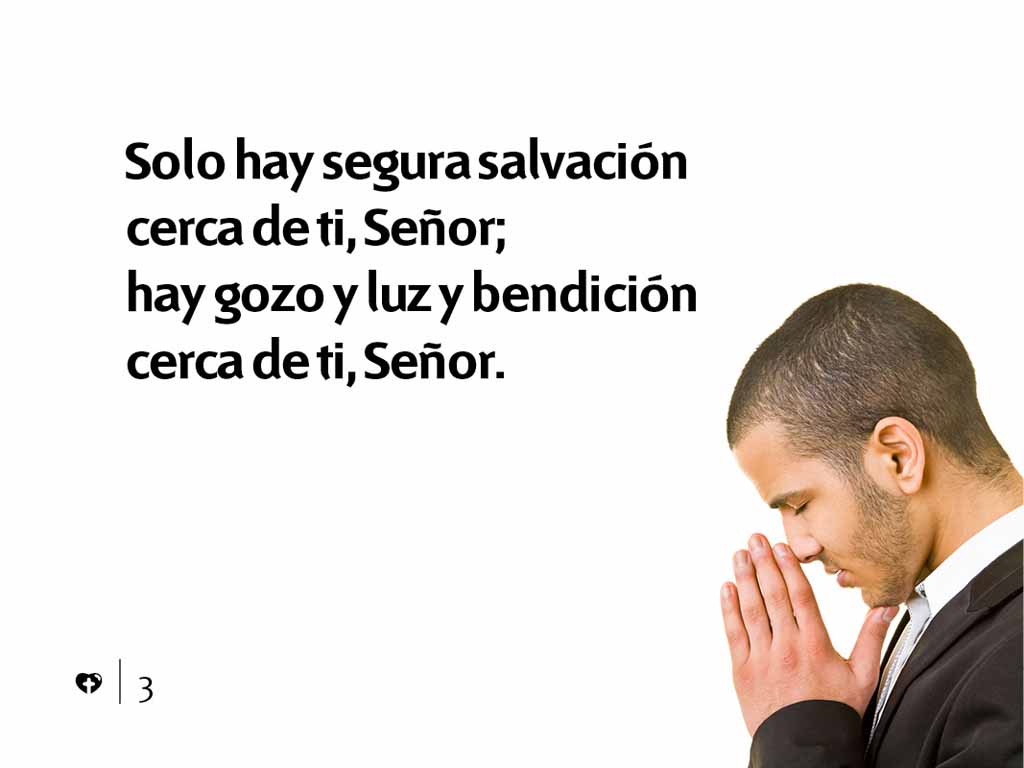 Solo hay segura salvación
cerca de ti, Señor;
hay gozo y luz y bendición
cerca de ti, Señor.
3